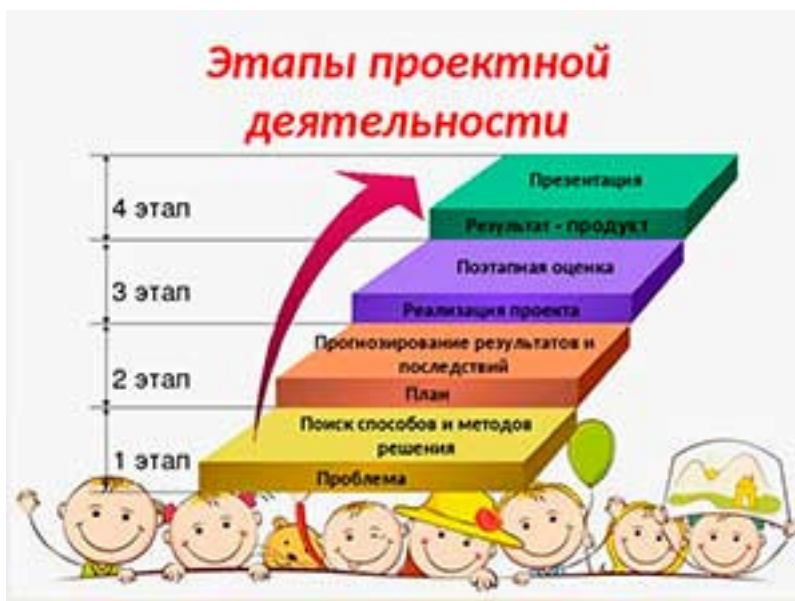 Этапы проектной
деятельности
4 этап
Презентация
Результат - продукт
3 этап
Поэтапная оценка
Реализация проекта
2 этап
Прогнозирование результатов и
последствий
План
1 этап
Поиск способов и методов
решения
Проблема